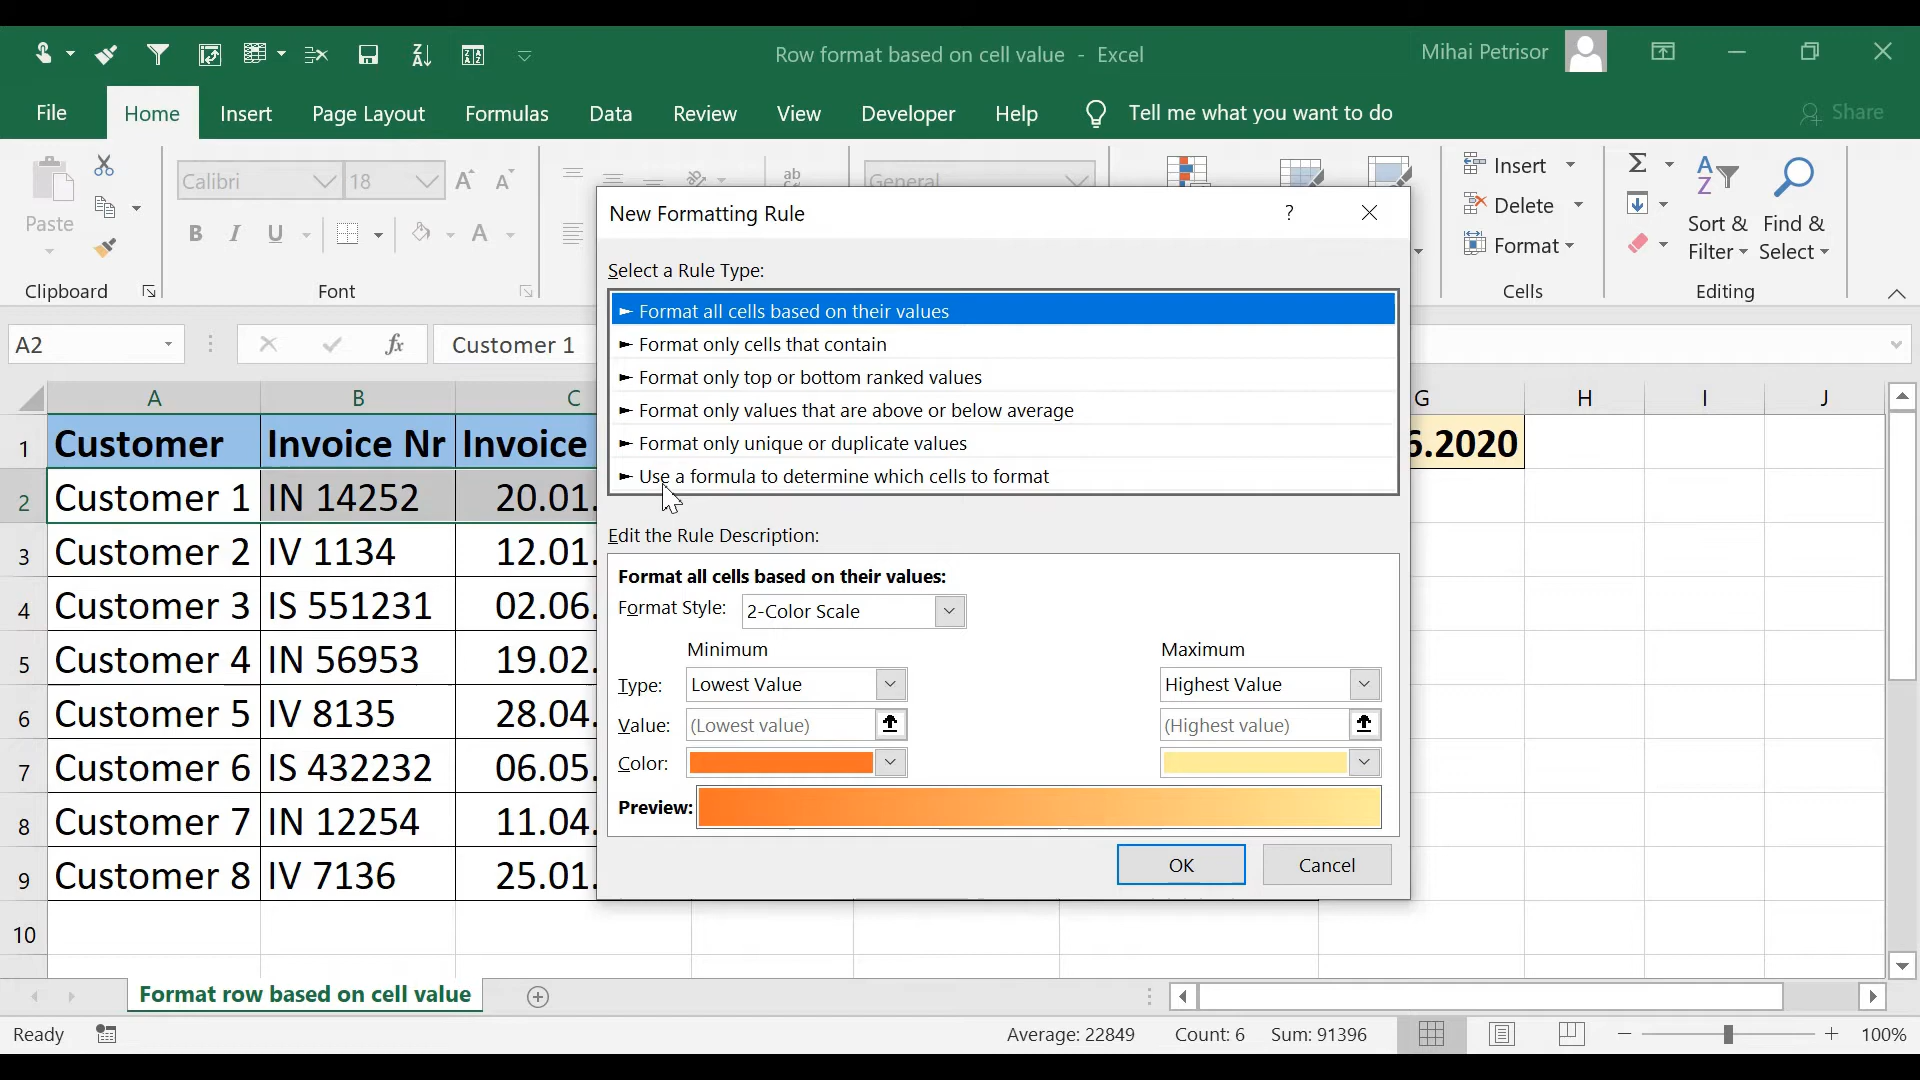 Row format based on cell value - Excel
Mihai Petrisor
File Home Insert Page Layout Formulas Data Review View Developer Help Tell me what you want to do Share
Paste
Clipboard
Calibri 18
B I U A
Font
ab
General
Insert
Delete
Format
Cells
Sort & Filter
Find & Select
Editing
A2 fx Customer 1
A B C G H I J
1 Customer Invoice Nr Invoice 6.2020
2 Customer 1 IN 14252 20.01.
3 Customer 2 IV 1134 12.01.
4 Customer 3 IS 551231 02.06.
5 Customer 4 IN 56953 19.02.
6 Customer 5 IV 8135 28.04.
7 Customer 6 IS 432232 06.05.
8 Customer 7 IN 12254 11.04.
9 Customer 8 IV 7136 25.01.
10
New Formatting Rule ?
Select a Rule Type:
► Format all cells based on their values
► Format only cells that contain
► Format only top or bottom ranked values
► Format only values that are above or below average
► Format only unique or duplicate values
► Use a formula to determine which cells to format
Edit the Rule Description:
Format all cells based on their values:
Format Style: 2-Color Scale
Minimum Maximum
Type: Lowest Value Highest Value
Value: (Lowest value) (Highest value)
Color:
Preview:
OK Cancel
Format row based on cell value
Ready Average: 22849 Count: 6 Sum: 91396 100%